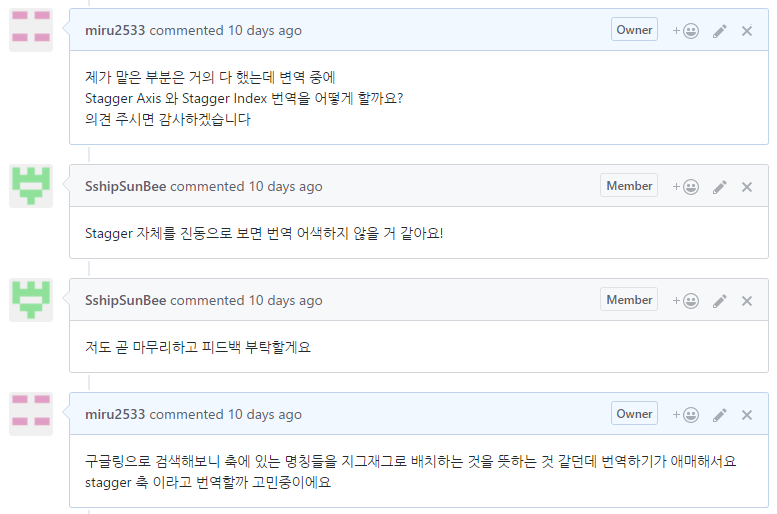 miru2533 commented 10 days ago Owner
제가 맡은 부분은 거의 다 했는데 번역 중에
Stagger Axis 와 Stagger Index 번역을 어떻게 할까요?
의견 주시면 감사하겠습니다
SshipSunBee commented 10 days ago Member
Stagger 자체를 진동으로 보면 번역 어색하지 않을 거 같아요!
SshipSunBee commented 10 days ago Member
저도 곧 마무리하고 피드백 부탁할게요
miru2533 commented 10 days ago Owner
구글링으로 검색해보니 축에 있는 명칭들을 지그재그로 배치하는 것을 뜻하는 것 같던데 번역하기가 애매해서요
stagger 축 이라고 번역할까 고민중이에요